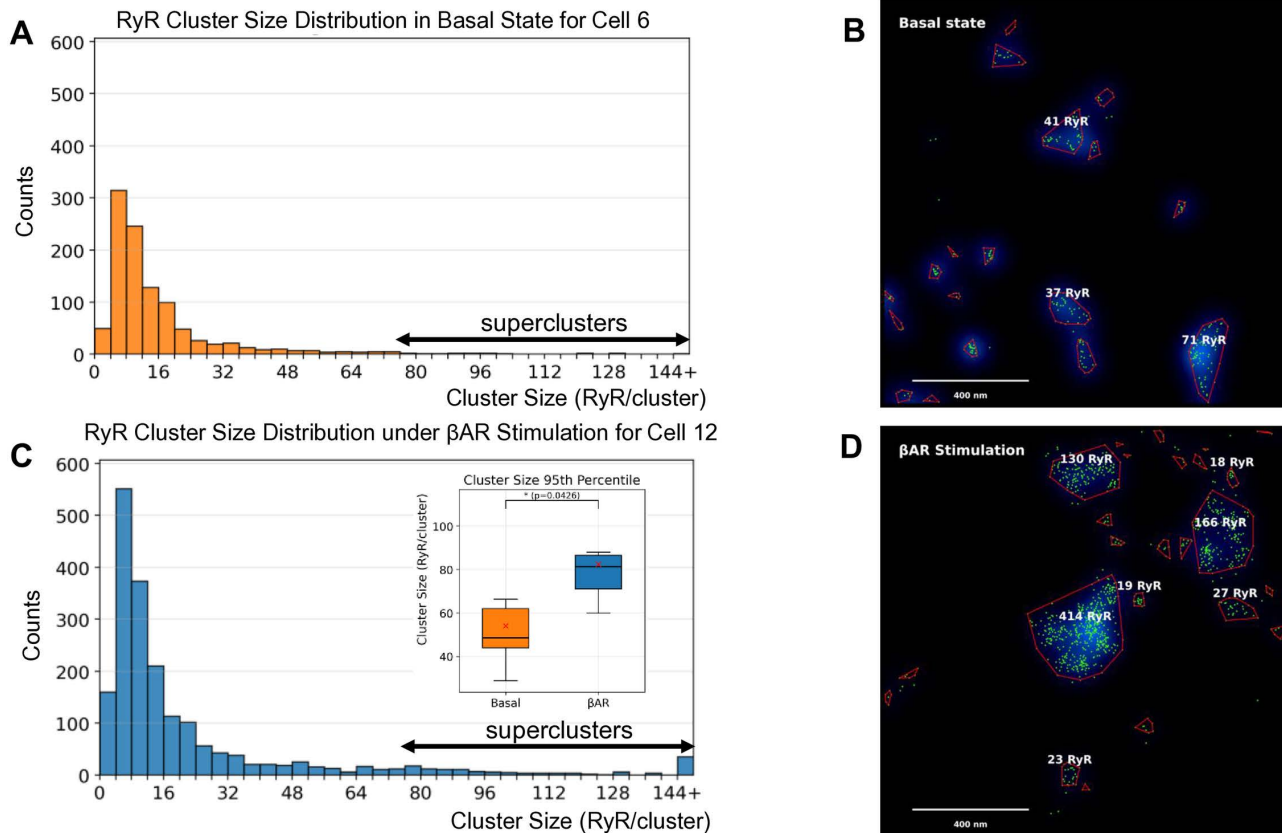 A
RyR Cluster Size Distribution in Basal State for Cell 6
600
500
400
300
200
100
0
Counts
superclusters
0 16 32 48 64 80 96 112 128 144+
Cluster Size (RyR/cluster)
B
Basal state
41 RyR
37 RyR
71 RyR
400 nm
C
RyR Cluster Size Distribution under βAR Stimulation for Cell 12
600
500
400
300
200
100
0
Counts
Cluster Size 95th Percentile
* (p=0.0426)
100
80
60
40
Cluster Size (RyR/cluster)
Basal βAR
superclusters
0 16 32 48 64 80 96 112 128 144+
Cluster Size (RyR/cluster)
D
βAR Stimulation
130 RyR
18 RyR
166 RyR
19 RyR
27 RyR
414 RyR
23 RyR
400 nm